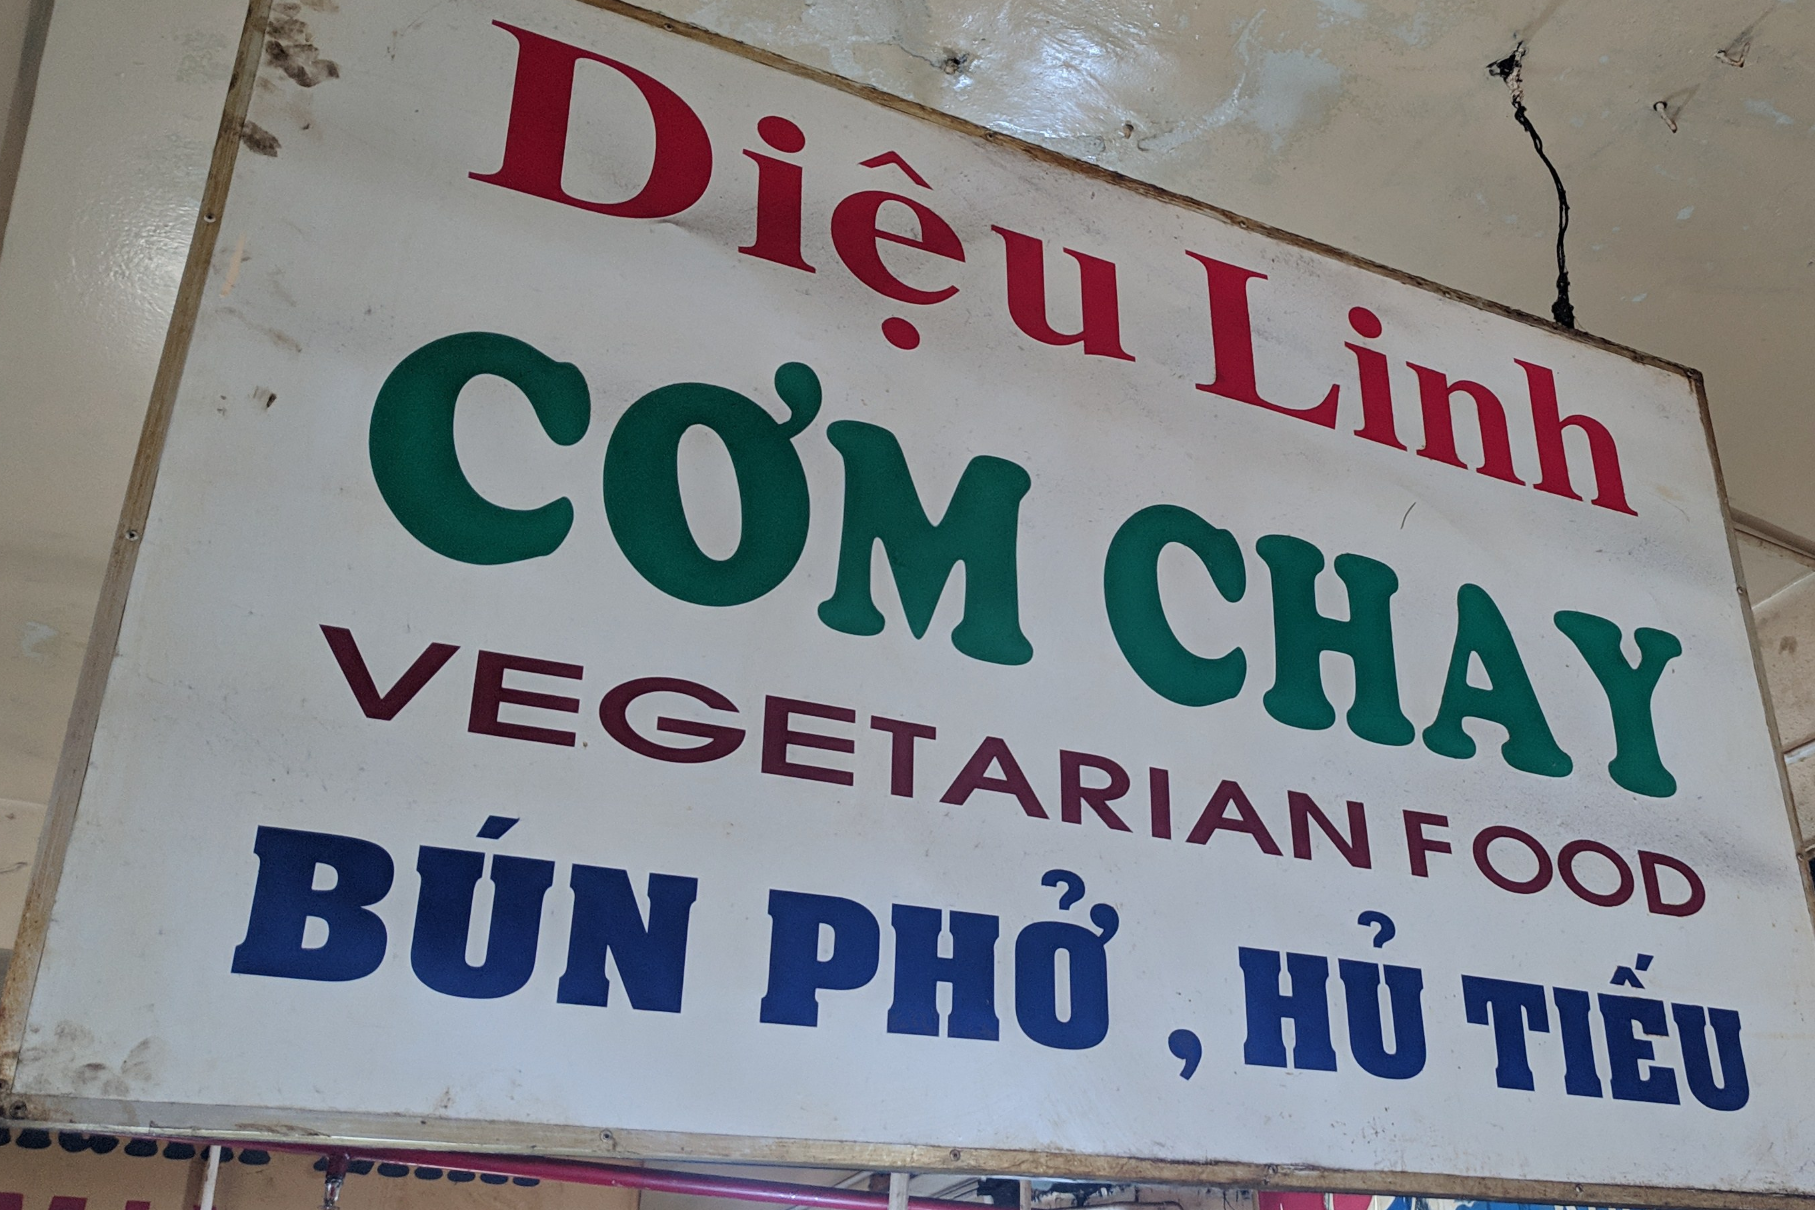 Diệu Linh
CƠM CHAY
VEGETARIAN FOOD
BÚN PHỞ , HỦ TIẾU